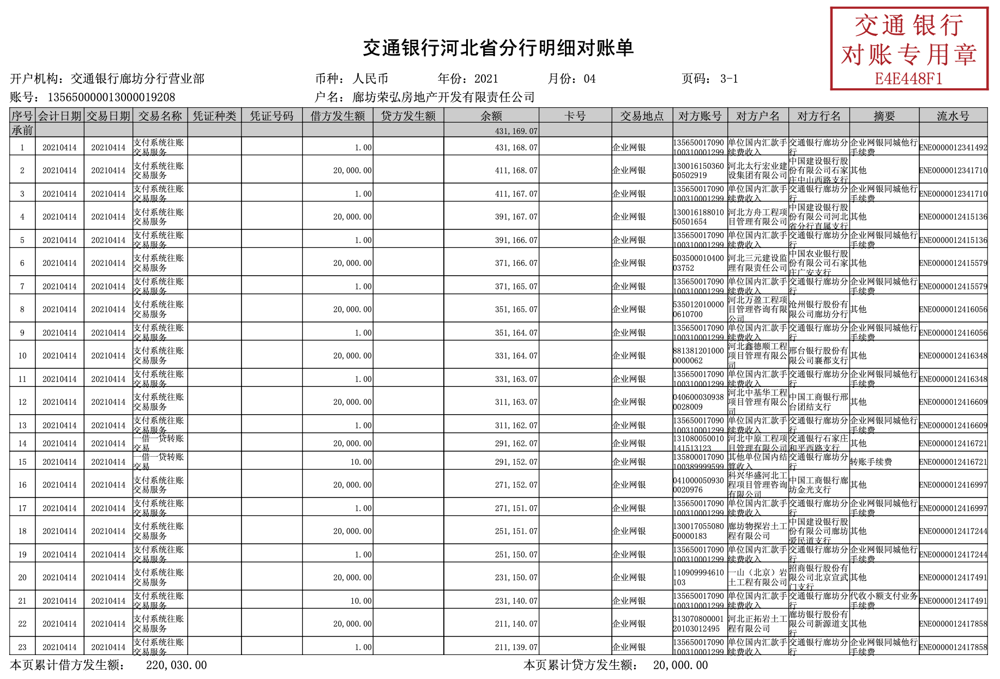 交通银行
对账专用章
E4E448F1
交通银行河北省分行明细对账单
开户机构：交通银行廊坊分行营业部 币种：人民币 年份：2021 月份：04 页码：3-1
账号：135650000013000019208 户名：廊坊荣弘房地产开发有限责任公司
序号 会计日期 交易日期 交易名称 凭证种类 凭证号码 借方发生额 贷方发生额 余额 卡号 交易地点 对方账号 对方户名 对方行名 摘要 流水号
承前 431,169.07
1 20210414 20210414 支付系统往账交易服务 1.00 431,168.07 企业网银 135650017090100310001299 单位国内汇款手续费收入 交通银行廊坊分行 企业网银同城他行手续费 ENE0000012341492
2 20210414 20210414 支付系统往账交易服务 20,000.00 411,168.07 企业网银 13001615036050502919 河北太行宏业建设集团有限公司 中国建设银行股份有限公司石家庄中山西路支行 其他 ENE0000012341710
3 20210414 20210414 支付系统往账交易服务 1.00 411,167.07 企业网银 135650017090100310001299 单位国内汇款手续费收入 交通银行廊坊分行 企业网银同城他行手续费 ENE0000012341710
4 20210414 20210414 支付系统往账交易服务 20,000.00 391,167.07 企业网银 13001618801050501654 河北方舟工程项目管理有限公司 中国建设银行股份有限公司河北省分行直属支行 其他 ENE0000012415136
5 20210414 20210414 支付系统往账交易服务 1.00 391,166.07 企业网银 135650017090100310001299 单位国内汇款手续费收入 交通银行廊坊分行 企业网银同城他行手续费 ENE0000012415136
6 20210414 20210414 支付系统往账交易服务 20,000.00 371,166.07 企业网银 50350001040003752 河北三元建设监理有限责任公司 中国农业银行股份有限公司石家庄广安支行 其他 ENE0000012415579
7 20210414 20210414 支付系统往账交易服务 1.00 371,165.07 企业网银 135650017090100310001299 单位国内汇款手续费收入 交通银行廊坊分行 企业网银同城他行手续费 ENE0000012415579
8 20210414 20210414 支付系统往账交易服务 20,000.00 351,165.07 企业网银 5350120100000610700 河北万盈工程项目管理咨询有限公司 沧州银行股份有限公司廊坊分行 其他 ENE0000012416056
9 20210414 20210414 支付系统往账交易服务 1.00 351,164.07 企业网银 135650017090100310001299 单位国内汇款手续费收入 交通银行廊坊分行 企业网银同城他行手续费 ENE0000012416056
10 20210414 20210414 支付系统往账交易服务 20,000.00 331,164.07 企业网银 8813812010000000062 河北鑫德顺工程项目管理有限公司 邢台银行股份有限公司襄都支行 其他 ENE0000012416348
11 20210414 20210414 支付系统往账交易服务 1.00 331,163.07 企业网银 135650017090100310001299 单位国内汇款手续费收入 交通银行廊坊分行 企业网银同城他行手续费 ENE0000012416348
12 20210414 20210414 支付系统往账交易服务 20,000.00 311,163.07 企业网银 0406000309380028009 河北中基华工程项目管理有限公司 中国工商银行邢台团结支行 其他 ENE0000012416609
13 20210414 20210414 支付系统往账交易服务 1.00 311,162.07 企业网银 135650017090100310001299 单位国内汇款手续费收入 交通银行廊坊分行 企业网银同城他行手续费 ENE0000012416609
14 20210414 20210414 一借一贷转账交易 20,000.00 291,162.07 企业网银 131080050010141513123 河北中原工程项目管理有限公司 交通银行石家庄和平西路支行 其他 ENE0000012416721
15 20210414 20210414 一借一贷转账交易 10.00 291,152.07 企业网银 135800017090100389999599 其他单位国内结算收入 交通银行廊坊分行 转账手续费 ENE0000012416721
16 20210414 20210414 支付系统往账交易服务 20,000.00 271,152.07 企业网银 0410000509300020976 科兴华盛河北工程项目管理咨询有限公司 中国工商银行廊坊金光支行 其他 ENE0000012416997
17 20210414 20210414 支付系统往账交易服务 1.00 271,151.07 企业网银 135650017090100310001299 单位国内汇款手续费收入 交通银行廊坊分行 企业网银同城他行手续费 ENE0000012416997
18 20210414 20210414 支付系统往账交易服务 20,000.00 251,151.07 企业网银 13001705508050000183 廊坊物探岩土工程有限公司 中国建设银行股份有限公司廊坊爱民道支行 其他 ENE0000012417244
19 20210414 20210414 支付系统往账交易服务 1.00 251,150.07 企业网银 135650017090100310001299 单位国内汇款手续费收入 交通银行廊坊分行 企业网银同城他行手续费 ENE0000012417244
20 20210414 20210414 支付系统往账交易服务 20,000.00 231,150.07 企业网银 110909994610103 一山（北京）岩土工程有限公司 招商银行股份有限公司北京宣武门支行 其他 ENE0000012417491
21 20210414 20210414 支付系统往账交易服务 10.00 231,140.07 企业网银 135650017090100310001299 单位国内汇款手续费收入 交通银行廊坊分行 代收小额支付业务手续费 ENE0000012417491
22 20210414 20210414 支付系统往账交易服务 20,000.00 211,140.07 企业网银 31307080000120103012495 河北正拓岩土工程有限公司 廊坊银行股份有限公司新源道支行 其他 ENE0000012417858
23 20210414 20210414 支付系统往账交易服务 1.00 211,139.07 企业网银 135650017090100310001299 单位国内汇款手续费收入 交通银行廊坊分行 企业网银同城他行手续费 ENE0000012417858
本页累计借方发生额： 220,030.00 本页累计贷方发生额： 20,000.00